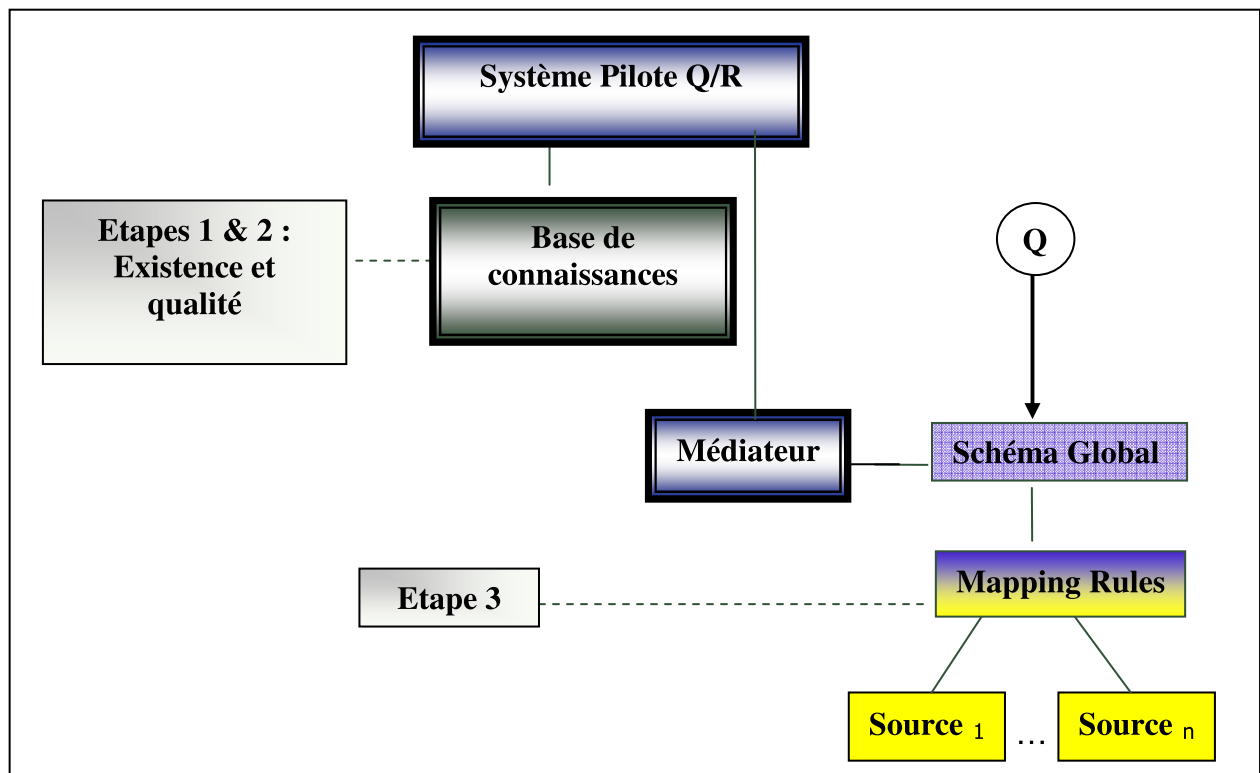 Système Pilote Q/R
Etapes 1 & 2 :
Existence et
qualité
Base de
connaissances
Q
Médiateur
Schéma Global
Etape 3
Mapping Rules
Source 1
...
Source n